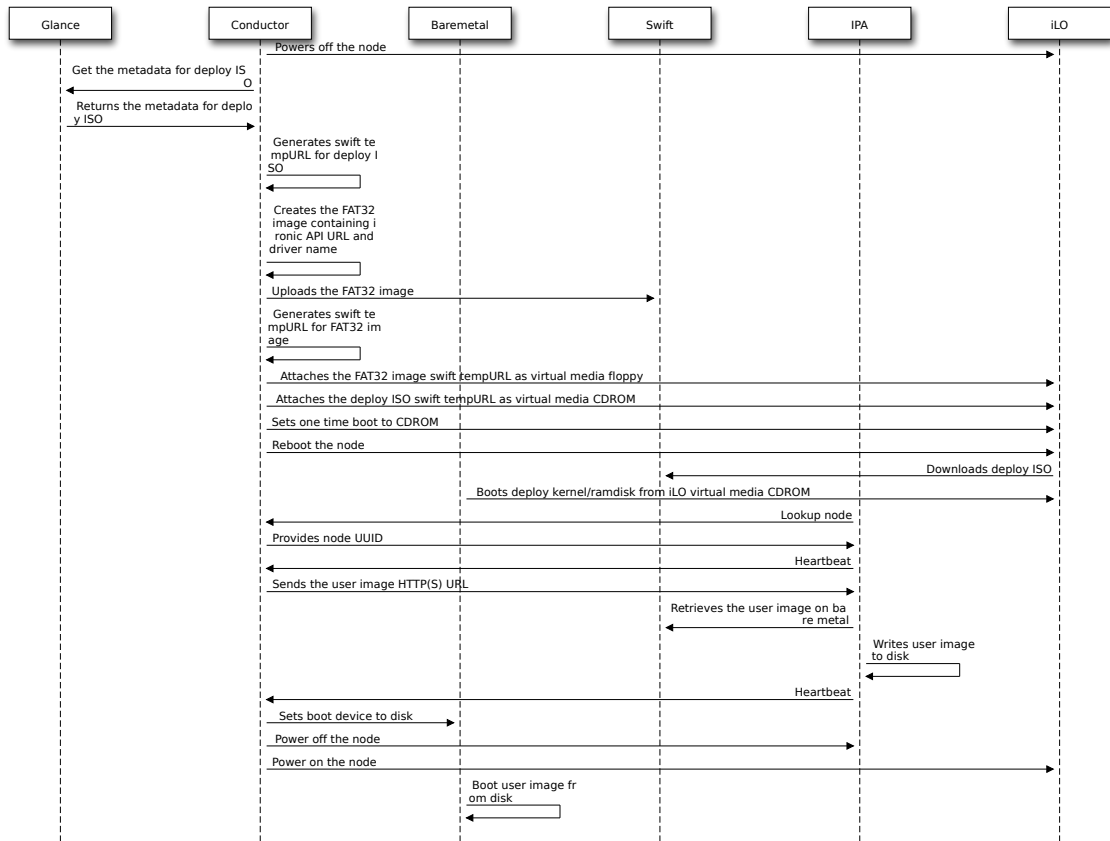 Glance
Conductor
Baremetal
Swift
IPA
iLO
Powers off the node
Get the metadata for deploy IS
O
Returns the metadata for deplo
y ISO
Generates swift te
mpURL for deploy I
SO
Creates the FAT32
image containing i
ronic API URL and
driver name
Uploads the FAT32 image
Generates swift te
mpURL for FAT32 im
age
Attaches the FAT32 image swift tempURL as virtual media floppy
Attaches the deploy ISO swift tempURL as virtual media CDROM
Sets one time boot to CDROM
Reboot the node
Downloads deploy ISO
Boots deploy kernel/ramdisk from iLO virtual media CDROM
Lookup node
Provides node UUID
Heartbeat
Sends the user image HTTP(S) URL
Retrieves the user image on ba
re metal
Writes user image
to disk
Heartbeat
Sets boot device to disk
Power off the node
Power on the node
Boot user image fr
om disk